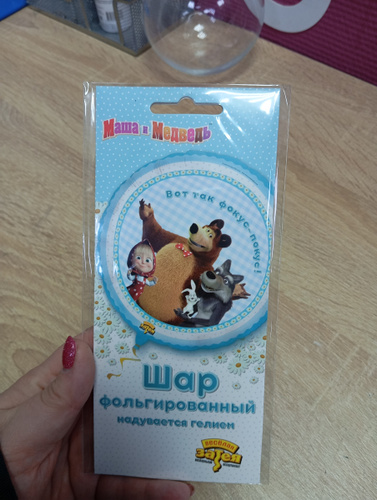 Маша и Медведь
Вот так фокус-покус!
Шар
фольгированный
надувается гелием
ВЕСЕЛАЯ
затея